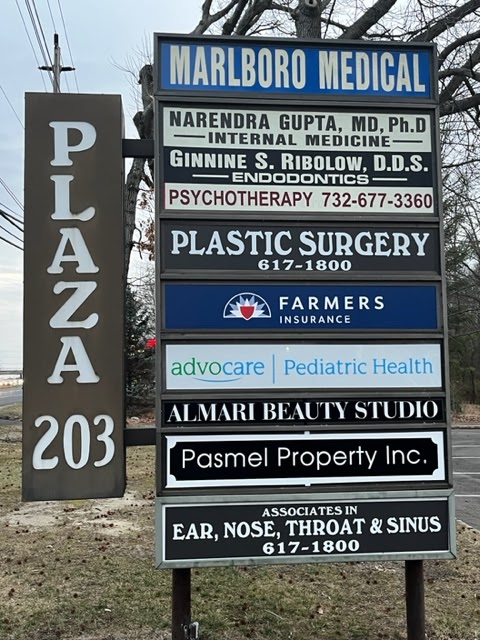 PLAZA
203
MARLBORO MEDICAL
NARENDRA GUPTA, MD, Ph.D
INTERNAL MEDICINE
GINNINE S. RIBOLOW, D.D.S.
ENDODONTICS
PSYCHOTHERAPY 732-677-3360
PLASTIC SURGERY
617-1800
FARMERS
INSURANCE
advocare | Pediatric Health
ALMARI BEAUTY STUDIO
Pasmel Property Inc.
ASSOCIATES IN
EAR, NOSE, THROAT & SINUS
617-1800